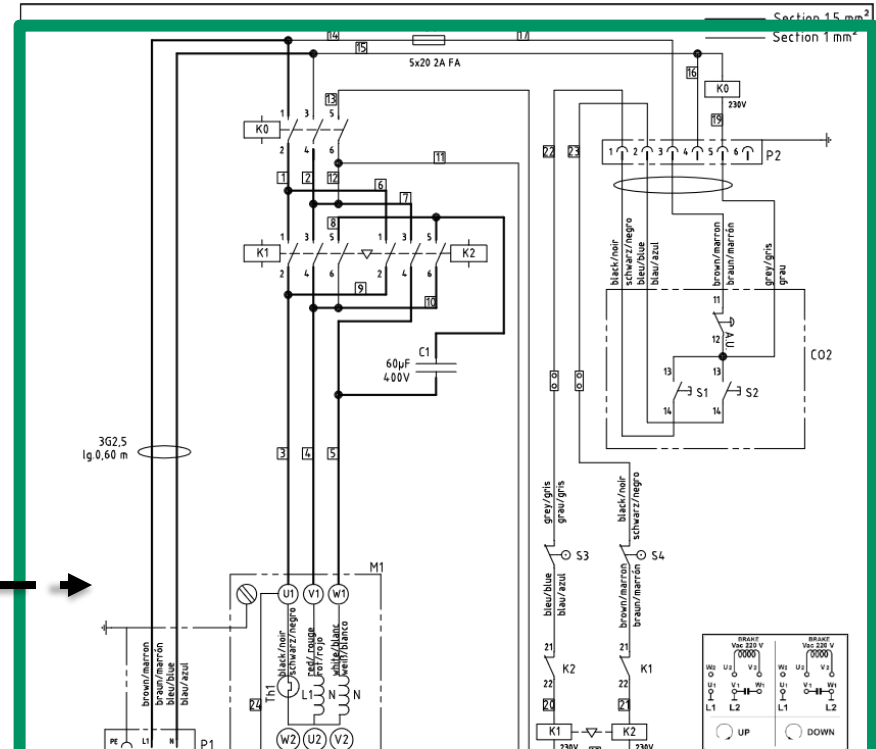 Section 1.5 mm²
Section 1 mm²
14
17
15
5x20 2A FA
16
K0
230V
13
1 3 5
K0
2 4 6
19
11
22
23
1 2 3 4 5 6
P2
1
2
12
6
7
8
1 3 5
1 3 5
K1
K2
2 4 6
2 4 6
9
10
black/noir
schwarz/negro
bleu/blue
blau/azul
brown/marron
braun/marrón
grey/gris
grau
11
12
A.U.
C1
60µF
400V
CO2
13
13
S1
S2
14
14
3G2,5
lg.0,60 m
3
4
5
grey/gris
grau/gris
black/noir
schwarz/negro
S3
S4
M1
U1
V1
W1
bleu/blue
blau/azul
brown/marron
braun/marrón
black/noir
schwarz/negro
red/rouge
rot/rojo
white/blanc
weiß/blanco
brown/marron
braun/marrón
bleu/blue
blau/azul
21
21
K2
K1
22
22
Th1
L1
N
N
24
20
21
BRAKE
Vac 220 V
BRAKE
Vac 220 V
W2 U2 V2
W2 U2 V2
U1 V1 W1
U1 V1 W1
L1 L2
L1 L2
UP
DOWN
PE
L1
N
P1
W2
U2
V2
K1
230V
K2
230V